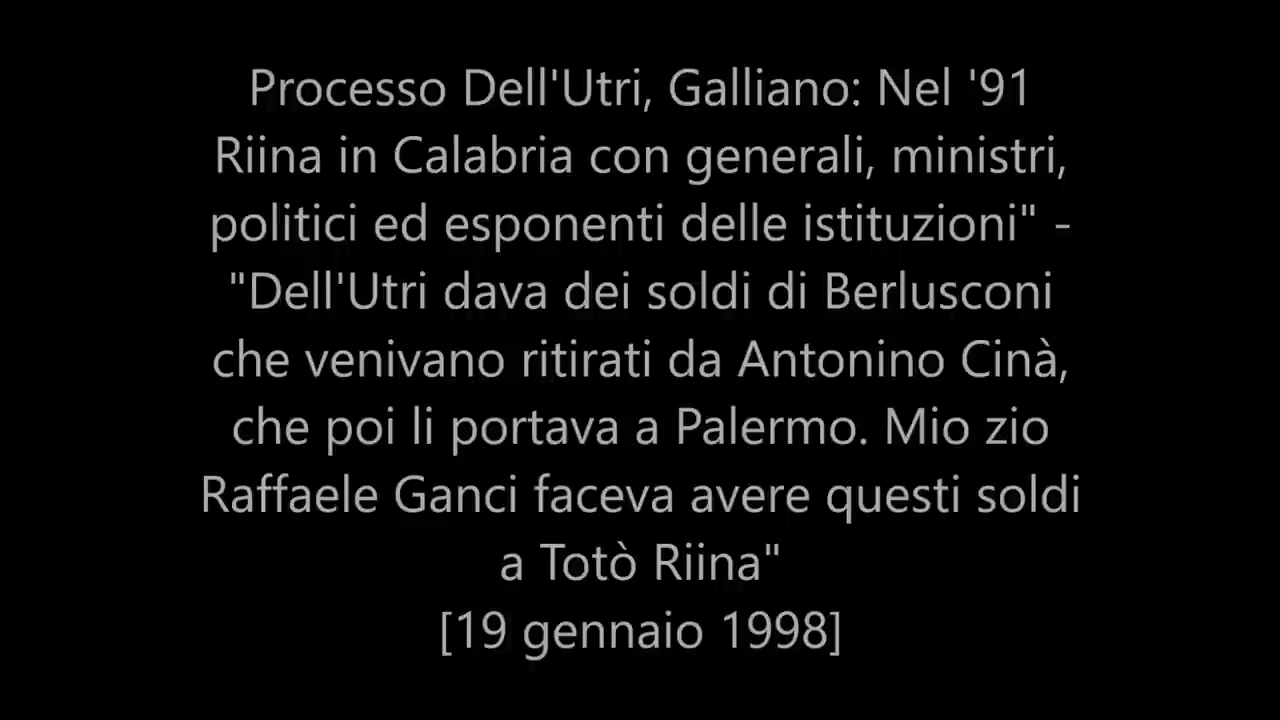 Processo Dell'Utri, Galliano: Nel '91
Riina in Calabria con generali, ministri,
politici ed esponenti delle istituzioni" -
"Dell'Utri dava dei soldi di Berlusconi
che venivano ritirati da Antonino Cinà,
che poi li portava a Palermo. Mio zio
Raffaele Ganci faceva avere questi soldi
a Totò Riina"
[19 gennaio 1998]